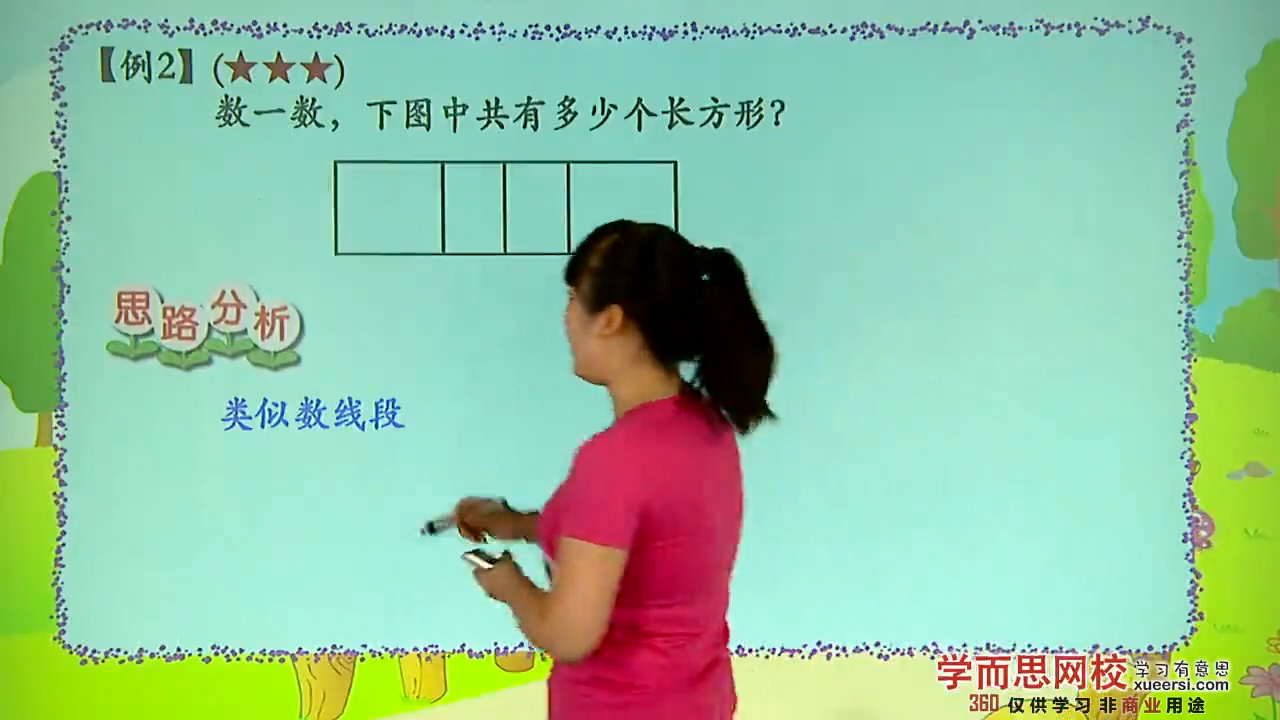 【例2】(★★★)
数一数，下图中共有多少个长方形？
思路分析
类似数线段
学而思网校 学习有意思
xueersi.com
360 仅供学习 非商业用途